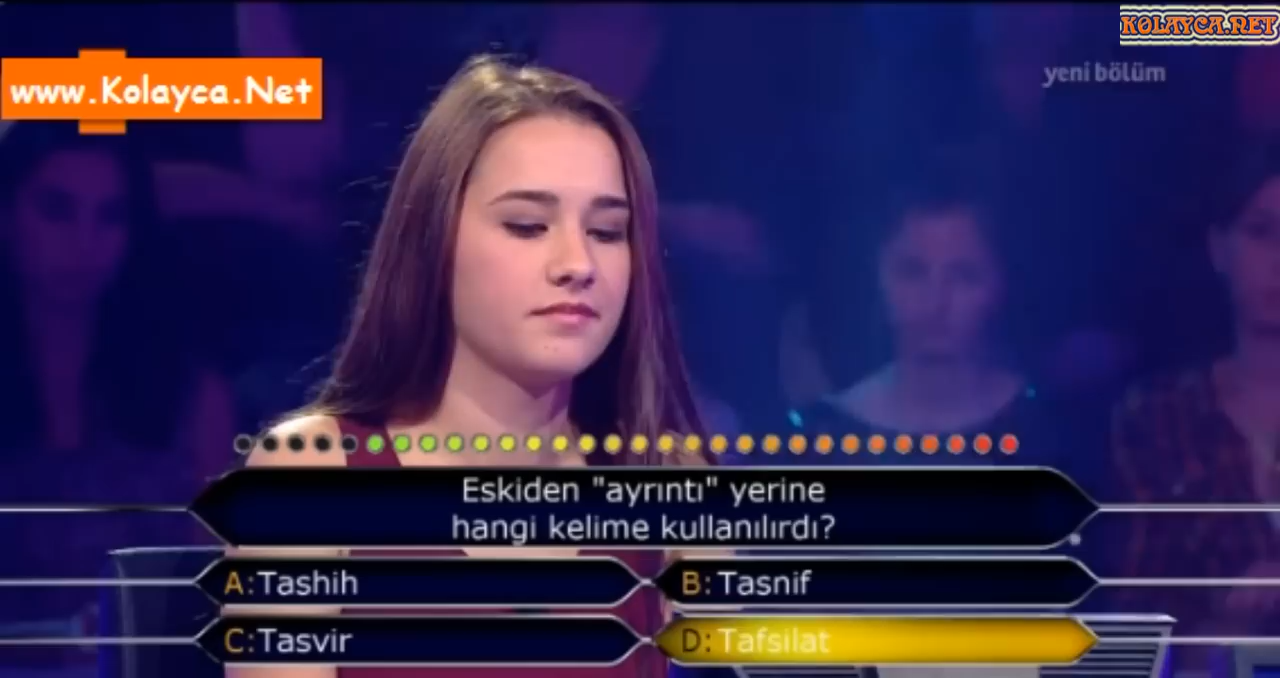 KOLAYCA.NET
www.Kolayca.Net
yeni bölüm
Eskiden "ayrıntı" yerine
hangi kelime kullanılırdı?
A: Tashih
B: Tasnif
C: Tasvir
D: Tafsilat